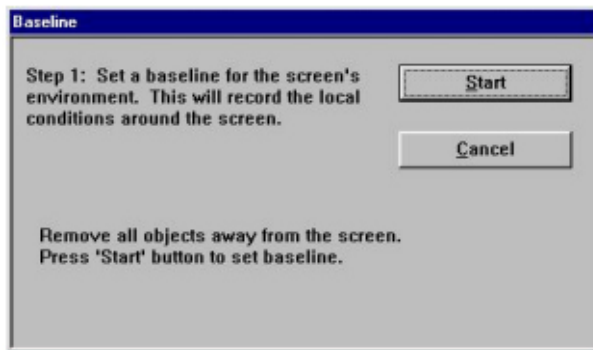 Baseline
Step 1: Set a baseline for the screen's
environment. This will record the local
conditions around the screen.
Start
Cancel
Remove all objects away from the screen.
Press 'Start' button to set baseline.